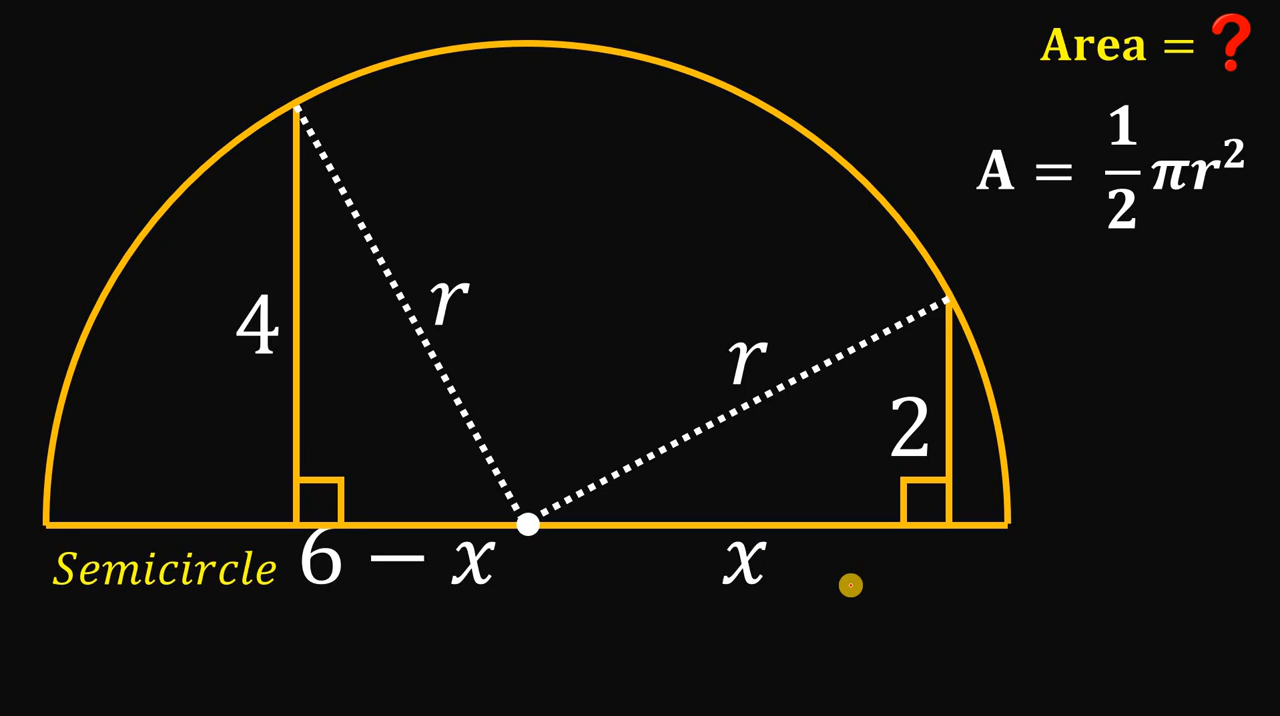 Area = ❓
A = 1/2 πr²
4
r
r
2
Semicircle
6 − x
x